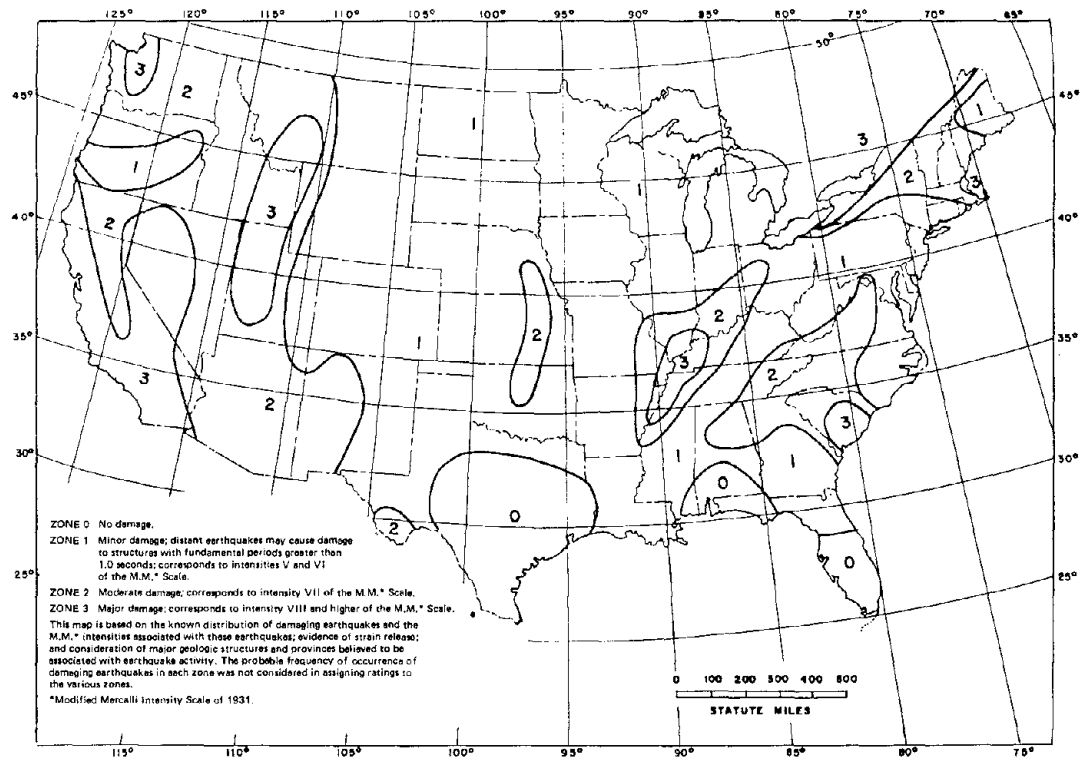 125° 120° 115° 110° 105° 100° 95° 90° 85° 80° 75° 70° 65°
50°
45° 45°
40° 40°
35° 35°
30° 30°
25° 25°
3
2
1
2
3
3
2
1
1
2
1
2
3
2
1
3
2
1
3
1
2
3
1
0
1
0
2
0
ZONE 0 No damage.
ZONE 1 Minor damage; distant earthquakes may cause damage
to structures with fundamental periods greater than
1.0 seconds; corresponds to intensities V and VI
of the M.M.* Scale.
ZONE 2 Moderate damage; corresponds to intensity VII of the M.M.* Scale.
ZONE 3 Major damage; corresponds to intensity VIII and higher of the M.M.* Scale.
This map is based on the known distribution of damaging earthquakes and the
M.M.* intensities associated with these earthquakes; evidence of strain release;
and consideration of major geologic structures and provinces believed to be
associated with earthquake activity. The probable frequency of occurrence of
damaging earthquakes in each zone was not considered in assigning ratings to
the various zones.
*Modified Mercalli Intensity Scale of 1931.
0 100 200 300 400 500
STATUTE MILES
115° 110° 105° 100° 95° 90° 85° 80° 75°